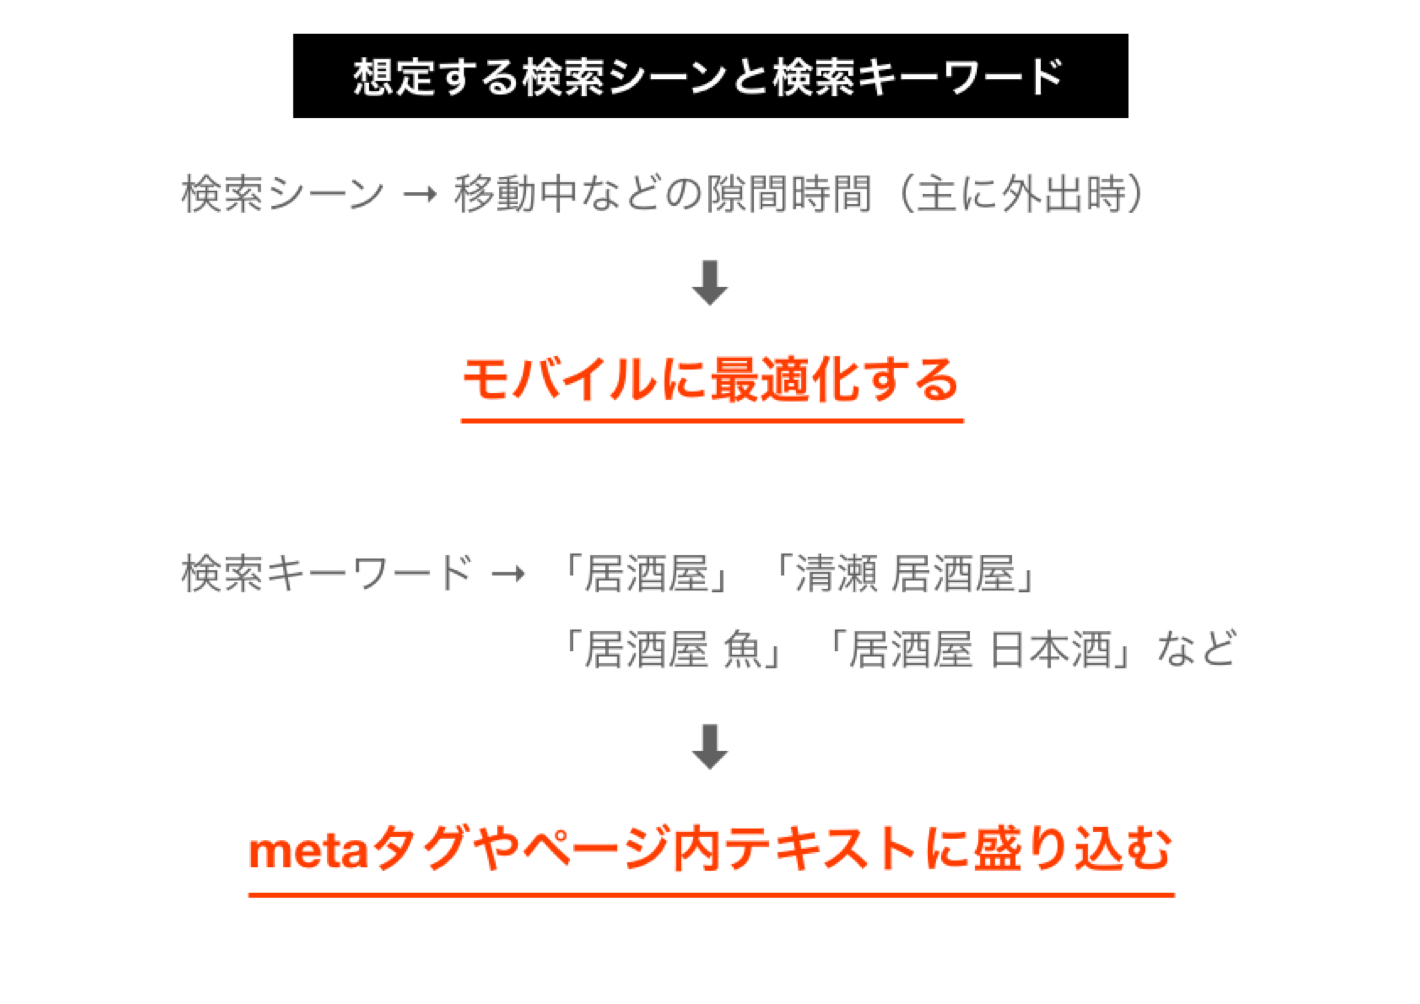 想定する検索シーンと検索キーワード
検索シーン → 移動中などの隙間時間（主に外出時）
⬇
モバイルに最適化する
検索キーワード → 「居酒屋」「清瀬 居酒屋」
「居酒屋 魚」「居酒屋 日本酒」など
⬇
metaタグやページ内テキストに盛り込む